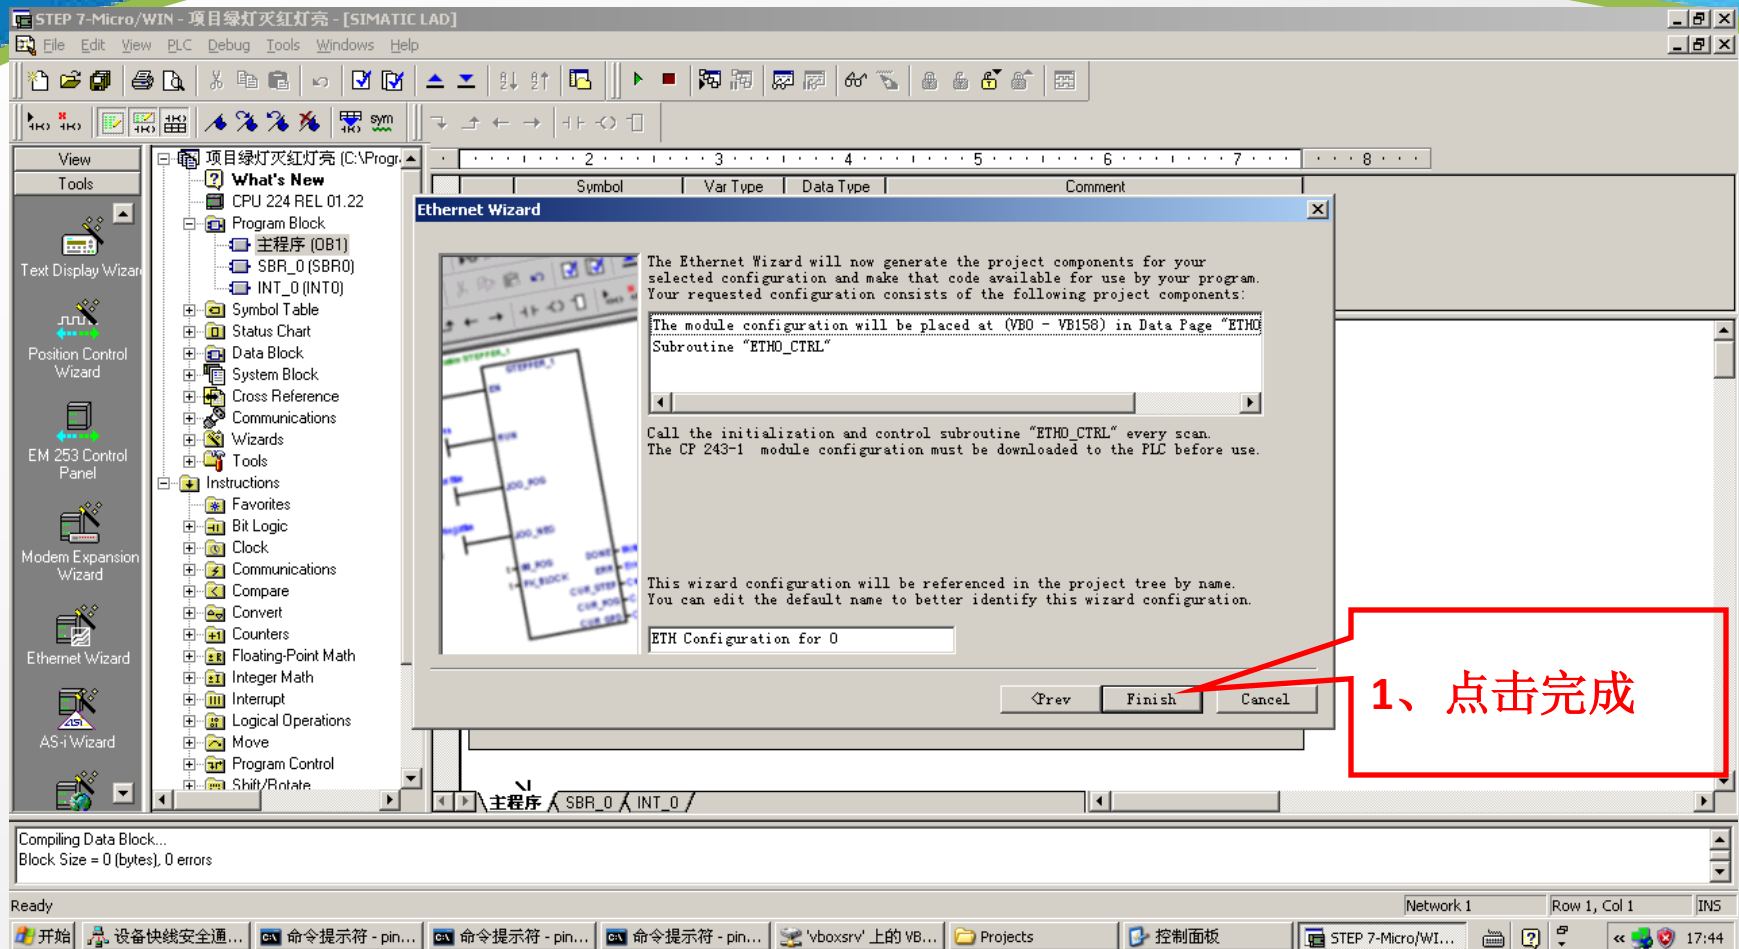 STEP 7-Micro/WIN - 项目绿灯灭红灯亮 - [SIMATIC LAD]
File Edit View PLC Debug Tools Windows Help
sym
View
Tools
Text Display Wizar
Position Control
Wizard
EM 253 Control
Panel
Modem Expansion
Wizard
Ethernet Wizard
AS-i Wizard
项目绿灯灭红灯亮 (C:\Progr
What's New
CPU 224 REL 01.22
Program Block
主程序 (OB1)
SBR_0 (SBR0)
INT_0 (INT0)
Symbol Table
Status Chart
Data Block
System Block
Cross Reference
Communications
Wizards
Tools
Instructions
Favorites
Bit Logic
Clock
Communications
Compare
Convert
Counters
Floating-Point Math
Integer Math
Interrupt
Logical Operations
Move
Program Control
Shift/Rotate
2 3 4 5 6 7 8
Symbol Var Type Data Type Comment
Ethernet Wizard
The Ethernet Wizard will now generate the project components for your
selected configuration and make that code available for use by your program.
Your requested configuration consists of the following project components:
The module configuration will be placed at (VB0 - VB158) in Data Page "ETH0
Subroutine "ETH0_CTRL"
Call the initialization and control subroutine "ETH0_CTRL" every scan.
The CP 243-1 module configuration must be downloaded to the PLC before use.
This wizard configuration will be referenced in the project tree by name.
You can edit the default name to better identify this wizard configuration.
ETH Configuration for 0
<Prev Finish Cancel
1、点击完成
主程序 SBR_0 INT_0
Compiling Data Block...
Block Size = 0 (bytes), 0 errors
Ready Network 1 Row 1, Col 1 INS
开始 设备快线安全通... 命令提示符 - pin... 命令提示符 - pin... 命令提示符 - pin... 'vboxsrv' 上的 VB... Projects 控制面板 STEP 7-Micro/WI... 17:44